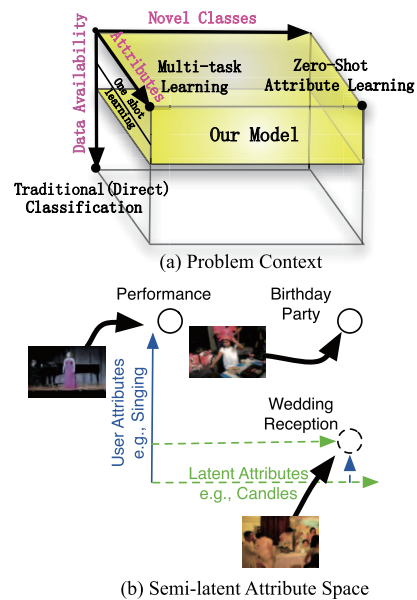 Novel Classes
Attributes
Data Availability
Multi-task
Learning
Zero-Shot
Attribute Learning
One shot
learning
Our Model
Traditional(Direct)
Classification
(a) Problem Context
Performance
Birthday
Party
User Attributes
e.g., Singing
Wedding
Reception
Latent Attributes
e.g., Candles
(b) Semi-latent Attribute Space